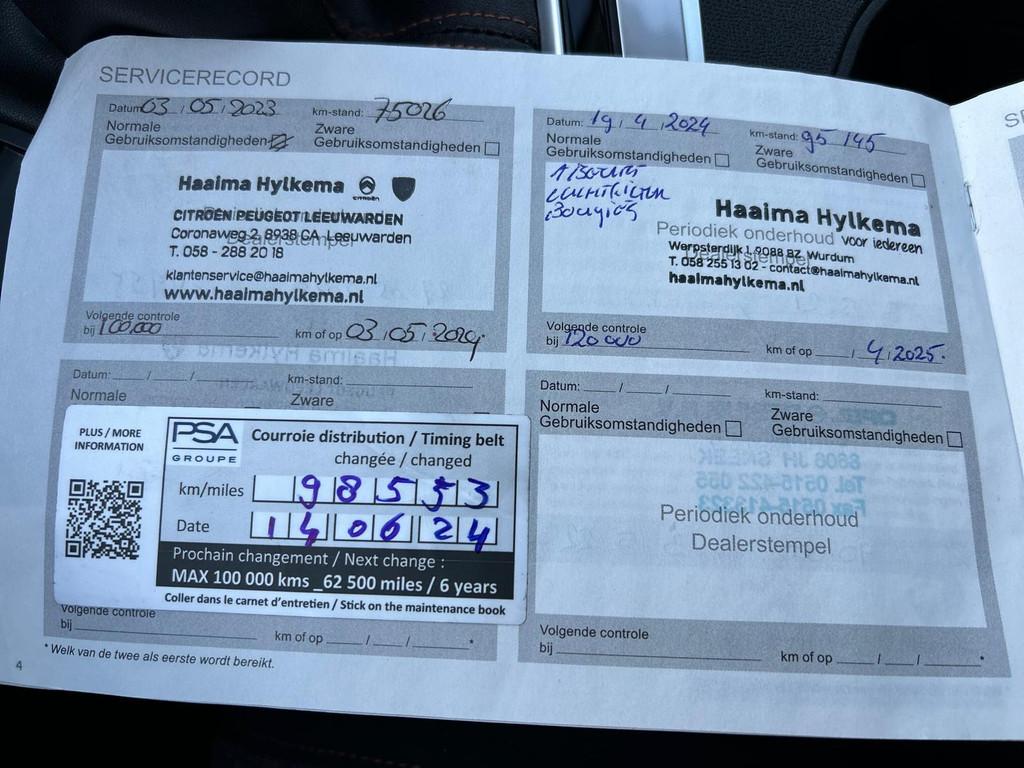 SERVICERECORD
Datum: 03 / 05 / 2023 km-stand: 75026
Normale
Gebruiksomstandigheden
Zware
Gebruiksomstandigheden
Haaima Hylkema
CITROËN
CITROËN PEUGEOT LEEUWARDEN
Coronaweg 2, 8938 CA Leeuwarden
Dealerstempel
T. 058 - 288 20 18
klantenservice@haaimahylkema.nl
www.haaimahylkema.nl
Volgende controle
bij 100.000 km of op 03 / 05 / 2024.
Datum: 19 / 4 / 2024 km-stand: 95 145
Normale
Gebruiksomstandigheden
Zware
Gebruiksomstandigheden
Bougies
Haaima Hylkema
Periodiek onderhoud voor iedereen
Werpsterdijk 1, 9088 BZ Wurdum
Dealerstempel
T. 058 255 13 02 - contact@haaimahylkema.nl
haaimahylkema.nl
Volgende controle
bij 120 000 km of op / 4 / 2025.
Datum: / / km-stand:
Normale
Zware
PLUS / MORE
INFORMATION
PSA
GROUPE
Courroie distribution / Timing belt
changée / changed
km/miles 98553
Date 14 06 24
Prochain changement / Next change :
MAX 100 000 kms _62 500 miles / 6 years
Coller dans le carnet d'entretien / Stick on the maintenance book
Volgende controle
bij km of op / / *
Datum: / / km-stand:
Normale
Gebruiksomstandigheden
Zware
Gebruiksomstandigheden
Periodiek onderhoud
Dealerstempel
Volgende controle
bij km of op / / *
* Welk van de twee als eerste wordt bereikt.
4